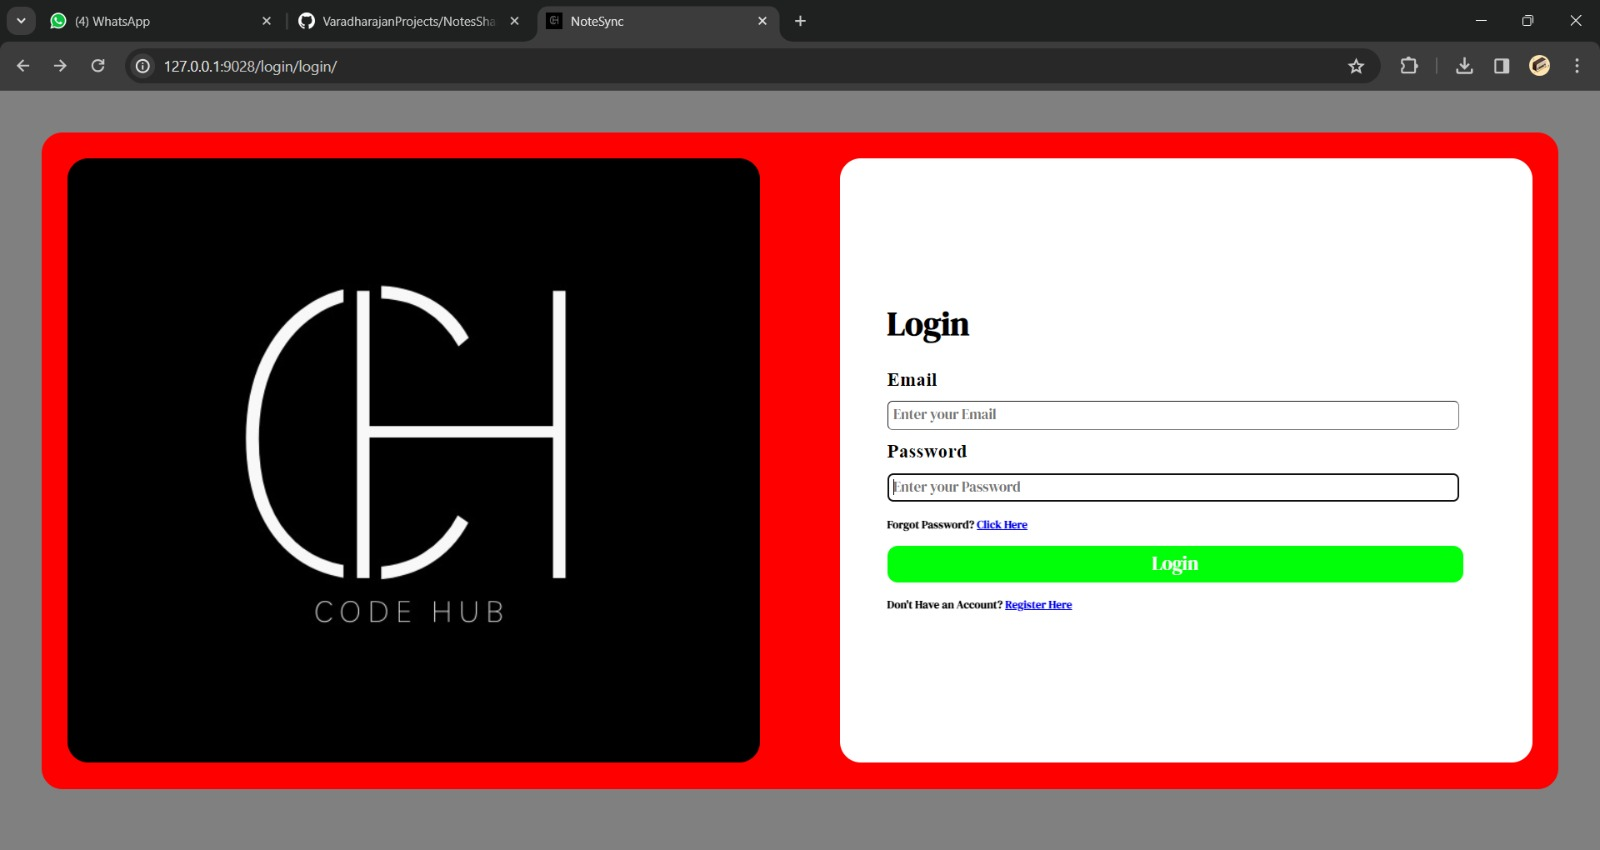 (4) WhatsApp
VaradharajanProjects/NotesSha
NoteSync
127.0.0.1:9028/login/login/
CODE HUB
Login
Email
Enter your Email
Password
Enter your Password
Forgot Password? Click Here
Login
Don't Have an Account? Register Here